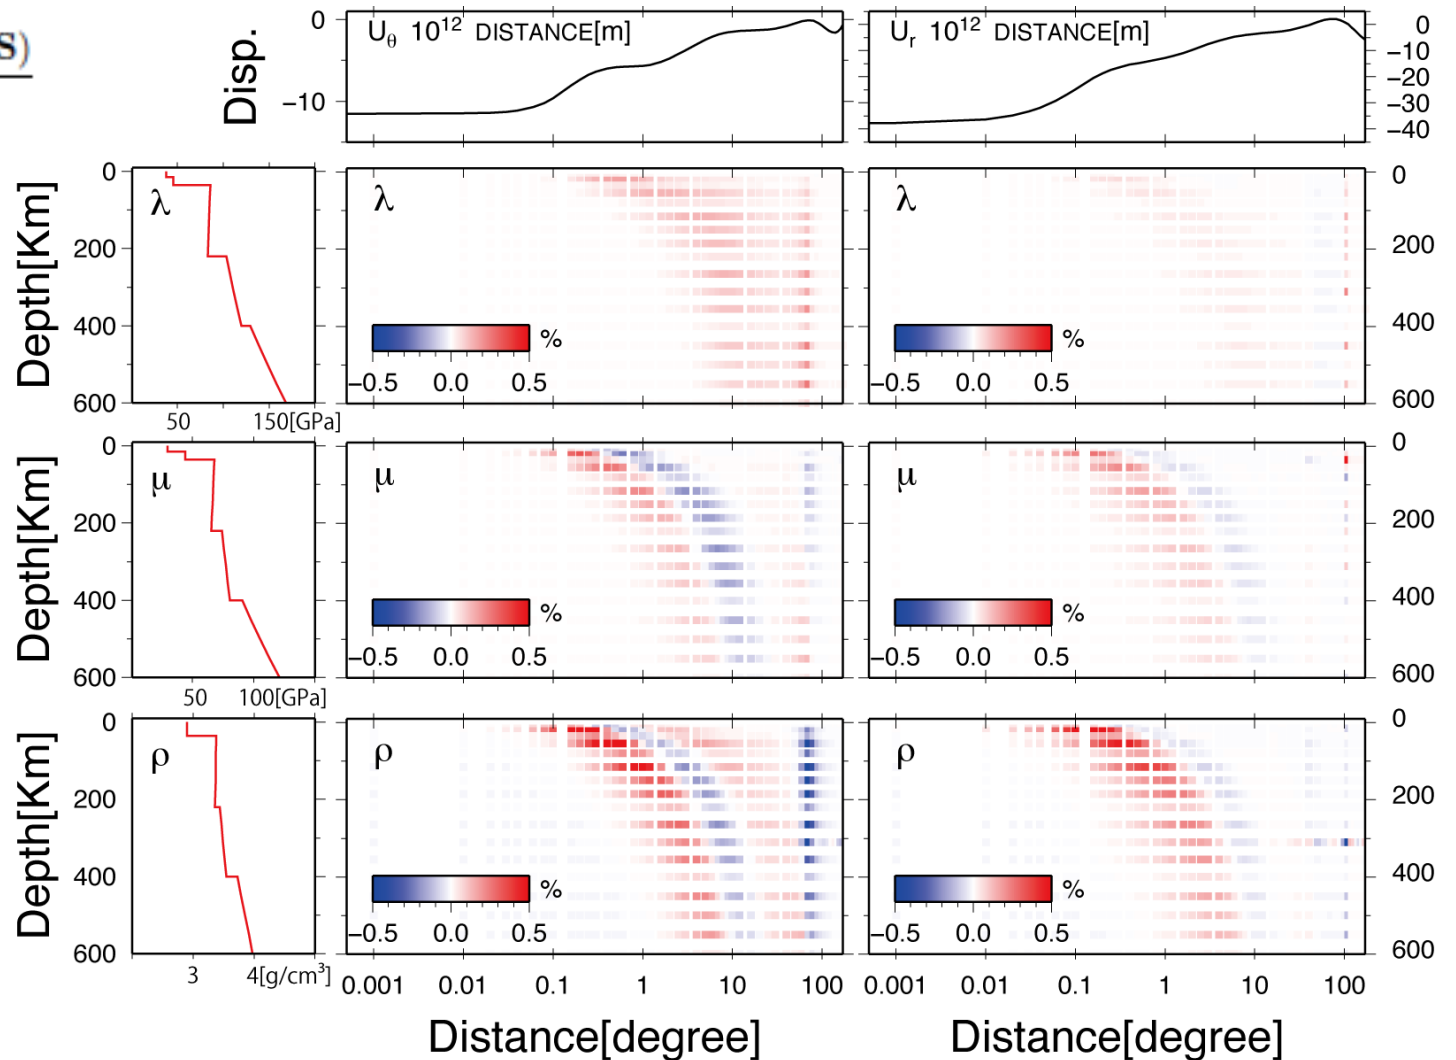 s)
Disp.
0
−10
Uθ 10¹² DISTANCE[m]
Ur 10¹² DISTANCE[m]
0
−10
−20
−30
−40
Depth[Km]
0
200
400
600
λ
50 150[GPa]
λ
−0.5 0.0 0.5 %
λ
−0.5 0.0 0.5 %
0
200
400
600
Depth[Km]
0
200
400
600
μ
50 100[GPa]
μ
−0.5 0.0 0.5 %
μ
−0.5 0.0 0.5 %
0
200
400
600
Depth[Km]
0
200
400
600
ρ
3 4[g/cm³]
ρ
−0.5 0.0 0.5 %
ρ
−0.5 0.0 0.5 %
0
200
400
600
0.001 0.01 0.1 1 10 100
0.001 0.01 0.1 1 10 100
Distance[degree]
Distance[degree]